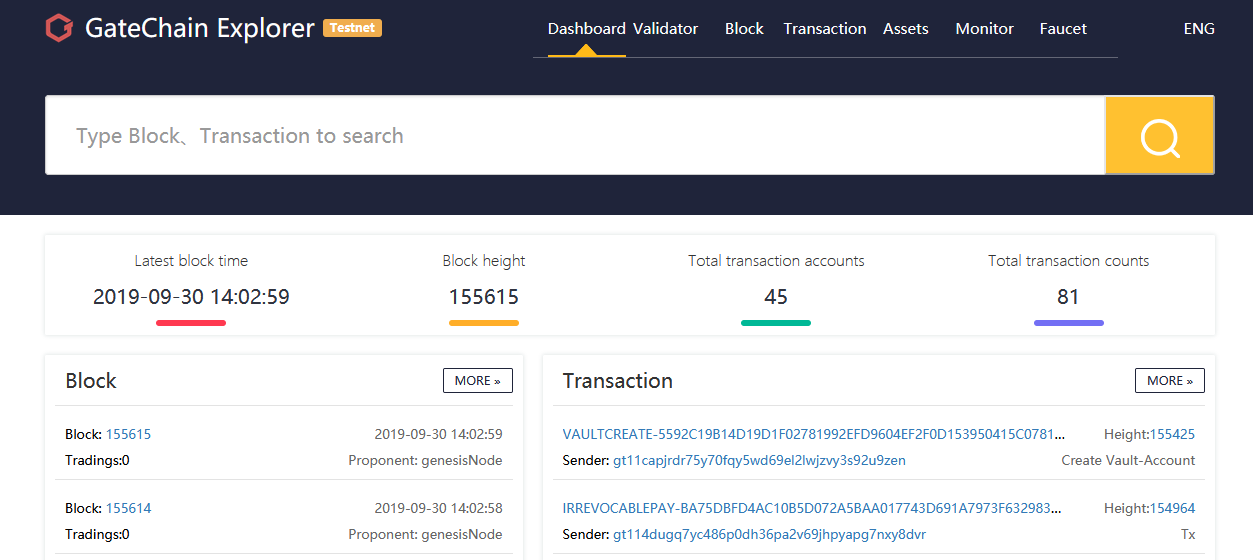 GateChain Explorer Testnet Dashboard Validator Block Transaction Assets Monitor Faucet ENG
Type Block、Transaction to search
Latest block time Block height Total transaction accounts Total transaction counts
2019-09-30 14:02:59 155615 45 81
Block MORE » Transaction MORE »
Block: 155615 2019-09-30 14:02:59 VAULTCREATE-5592C19B14D19D1F02781992EFD9604EF2F0D153950415C0781... Height:155425
Tradings:0 Proponent: genesisNode Sender: gt11capjrdr75y70fqy5wd69el2lwjzvy3s92u9zen Create Vault-Account
Block: 155614 2019-09-30 14:02:58 IRREVOCABLEPAY-BA75DBFD4AC10B5D072A5BAA017743D691A7973F632983... Height:154964
Tradings:0 Proponent: genesisNode Sender: gt114dugq7yc486p0dh36pa2v69jhpyapg7nxy8dvr Tx